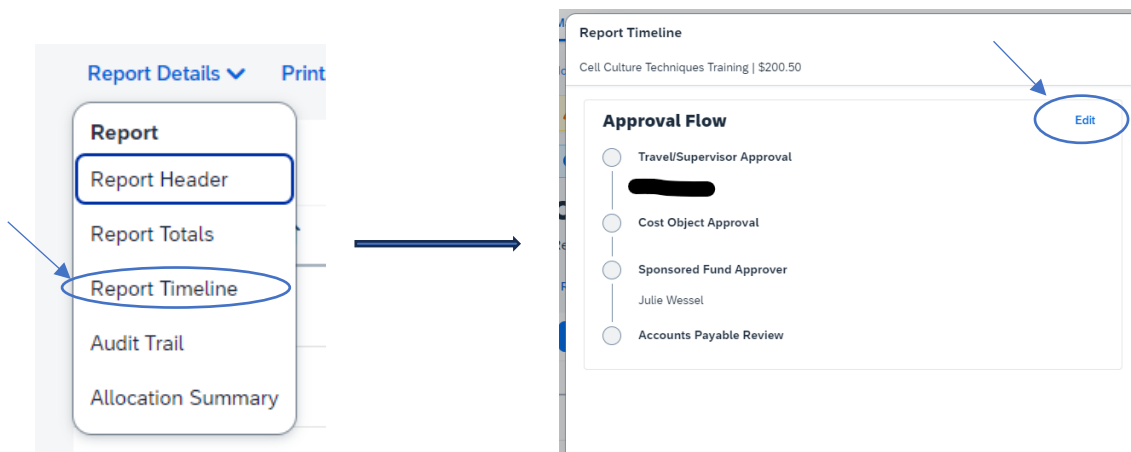 Report Details
Print
Report
Report Header
Report Totals
Report Timeline
Audit Trail
Allocation Summary
Report Timeline
Cell Culture Techniques Training | $200.50
Approval Flow
Edit
Travel/Supervisor Approval
Cost Object Approval
Sponsored Fund Approver
Julie Wessel
Accounts Payable Review